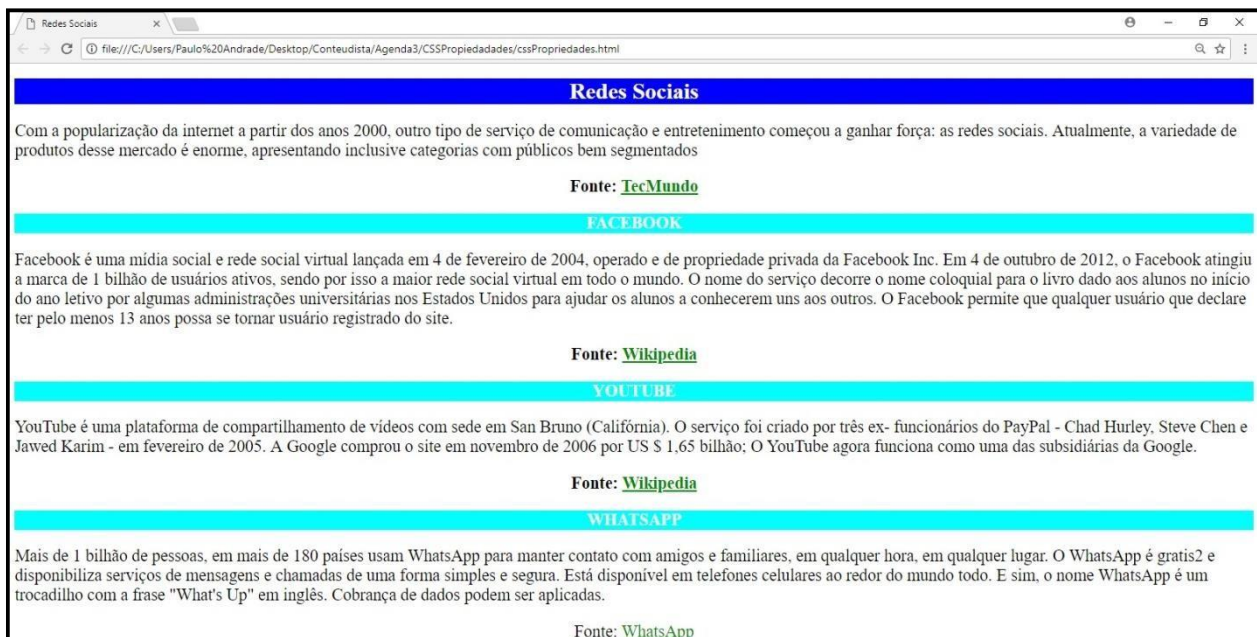 Redes Sociais
file:///C:/Users/Paulo%20Andrade/Desktop/Conteudista/Agenda3/CSSPropiedadades/cssPropriedades.html
Redes Sociais
Com a popularização da internet a partir dos anos 2000, outro tipo de serviço de comunicação e entretenimento começou a ganhar força: as redes sociais. Atualmente, a variedade de
produtos desse mercado é enorme, apresentando inclusive categorias com públicos bem segmentados
Fonte: TecMundo
FACEBOOK
Facebook é uma mídia social e rede social virtual lançada em 4 de fevereiro de 2004, operado e de propriedade privada da Facebook Inc. Em 4 de outubro de 2012, o Facebook atingiu
a marca de 1 bilhão de usuários ativos, sendo por isso a maior rede social virtual em todo o mundo. O nome do serviço decorre o nome coloquial para o livro dado aos alunos no início
do ano letivo por algumas administrações universitárias nos Estados Unidos para ajudar os alunos a conhecerem uns aos outros. O Facebook permite que qualquer usuário que declare
ter pelo menos 13 anos possa se tornar usuário registrado do site.
Fonte: Wikipedia
YOUTUBE
YouTube é uma plataforma de compartilhamento de vídeos com sede em San Bruno (Califórnia). O serviço foi criado por três ex- funcionários do PayPal - Chad Hurley, Steve Chen e
Jawed Karim - em fevereiro de 2005. A Google comprou o site em novembro de 2006 por US $ 1,65 bilhão; O YouTube agora funciona como uma das subsidiárias da Google.
Fonte: Wikipedia
WHATSAPP
Mais de 1 bilhão de pessoas, em mais de 180 países usam WhatsApp para manter contato com amigos e familiares, em qualquer hora, em qualquer lugar. O WhatsApp é gratis2 e
disponibiliza serviços de mensagens e chamadas de uma forma simples e segura. Está disponível em telefones celulares ao redor do mundo todo. E sim, o nome WhatsApp é um
trocadilho com a frase "What's Up" em inglês. Cobrança de dados podem ser aplicadas.
Fonte: WhatsApp